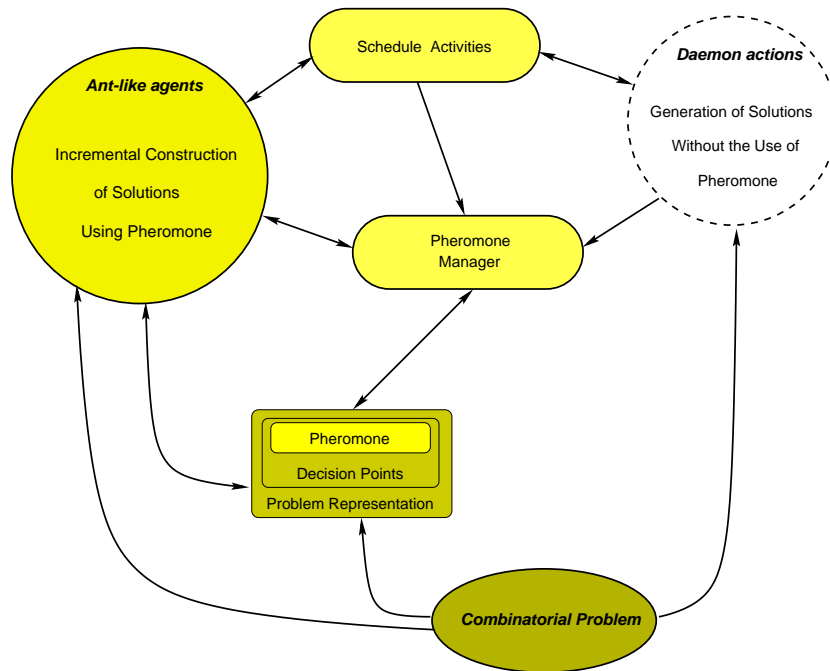 Schedule Activities
Ant-like agents
Incremental Construction
of Solutions
Using Pheromone
Daemon actions
Generation of Solutions
Without the Use of
Pheromone
Pheromone
Manager
Pheromone
Decision Points
Problem Representation
Combinatorial Problem